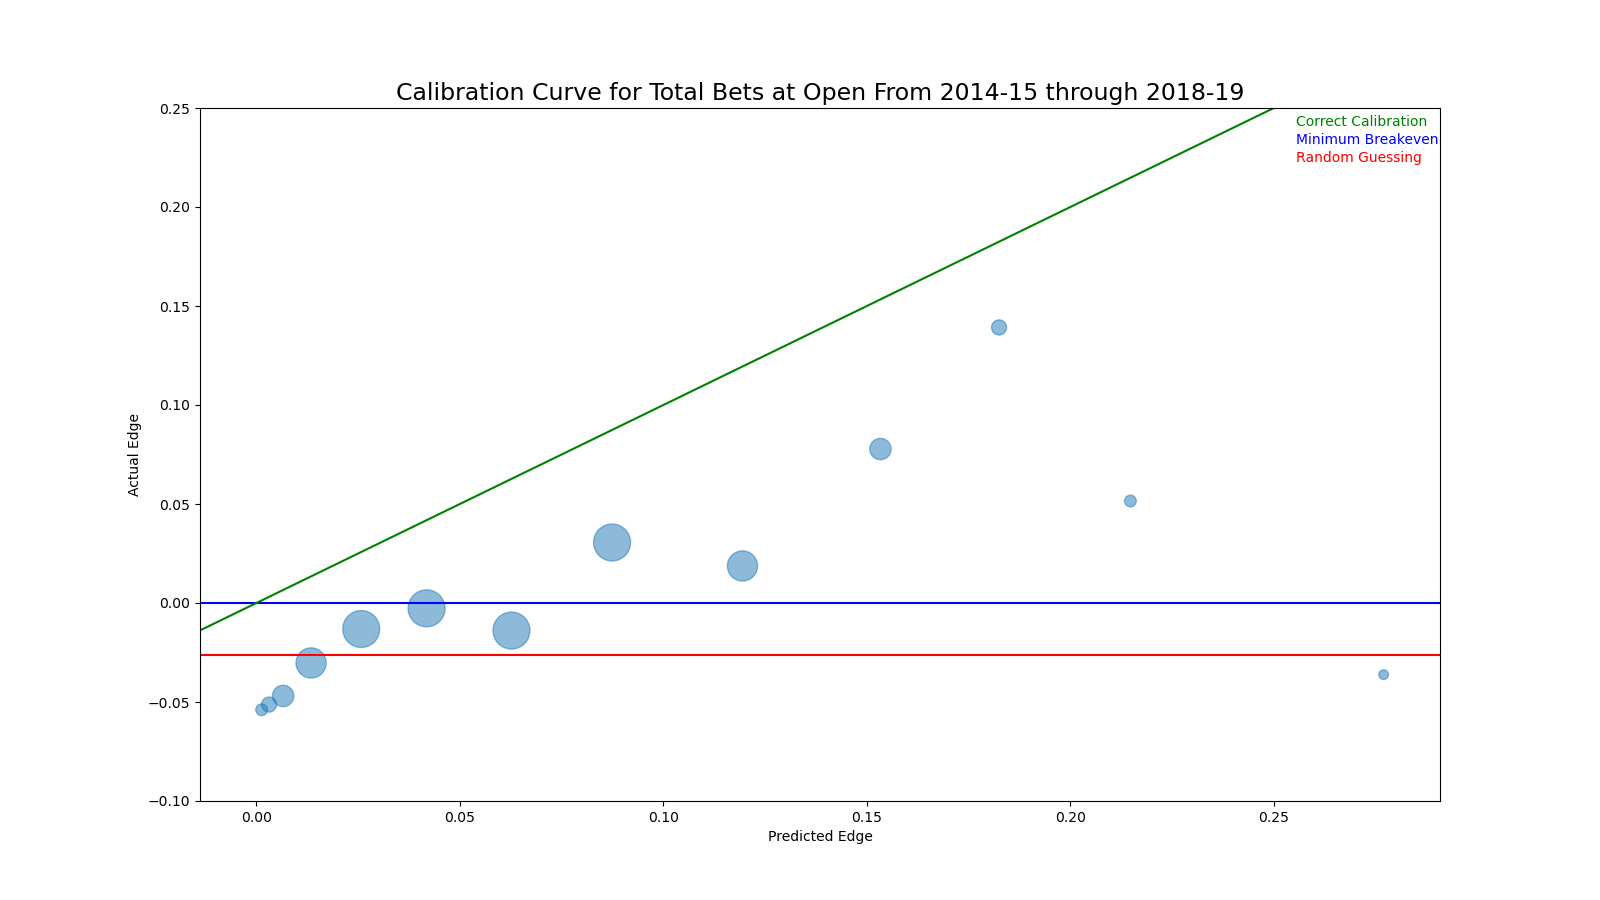 Calibration Curve for Total Bets at Open From 2014-15 through 2018-19
Correct Calibration
Minimum Breakeven
Random Guessing
0.25
0.20
0.15
0.10
0.05
0.00
−0.05
−0.10
Actual Edge
0.00 0.05 0.10 0.15 0.20 0.25
Predicted Edge